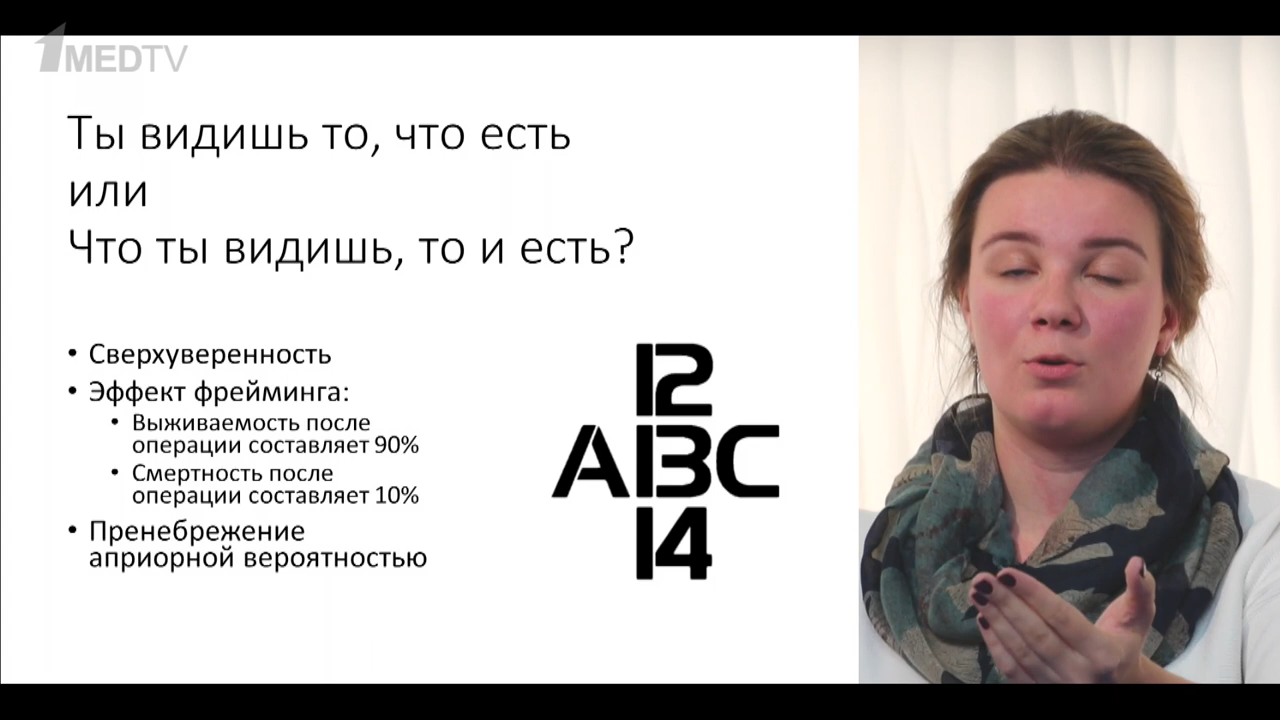 1MEDTV
Ты видишь то, что есть
или
Что ты видишь, то и есть?
• Сверхуверенность
• Эффект фрейминга:
• Выживаемость после
операции составляет 90%
• Смертность после
операции составляет 10%
• Пренебрежение
априорной вероятностью
12
ABC
14